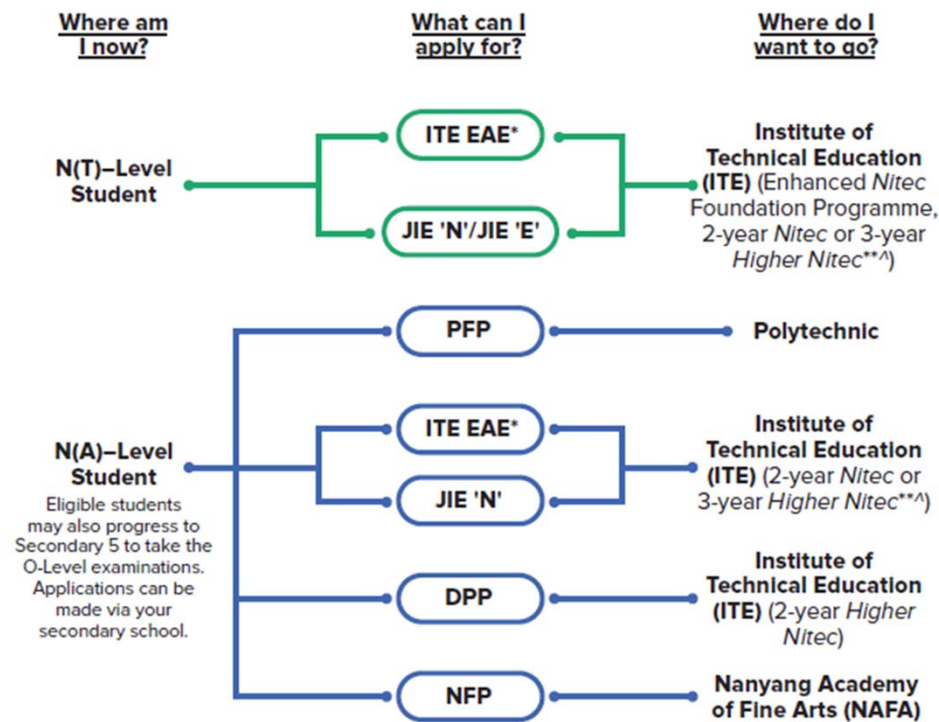 Where am
I now?
What can I
apply for?
Where do I
want to go?
N(T)–Level
Student
ITE EAE*
JIE 'N'/JIE 'E'
Institute of
Technical Education
(ITE) (Enhanced Nitec
Foundation Programme,
2-year Nitec or 3-year
Higher Nitec**^)
N(A)–Level
Student
Eligible students
may also progress to
Secondary 5 to take the
O-Level examinations.
Applications can be
made via your
secondary school.
PFP
Polytechnic
ITE EAE*
JIE 'N'
Institute of
Technical Education
(ITE) (2-year Nitec or
3-year Higher Nitec**^)
DPP
Institute of
Technical Education
(ITE) (2-year Higher
Nitec)
NFP
Nanyang Academy
of Fine Arts (NAFA)